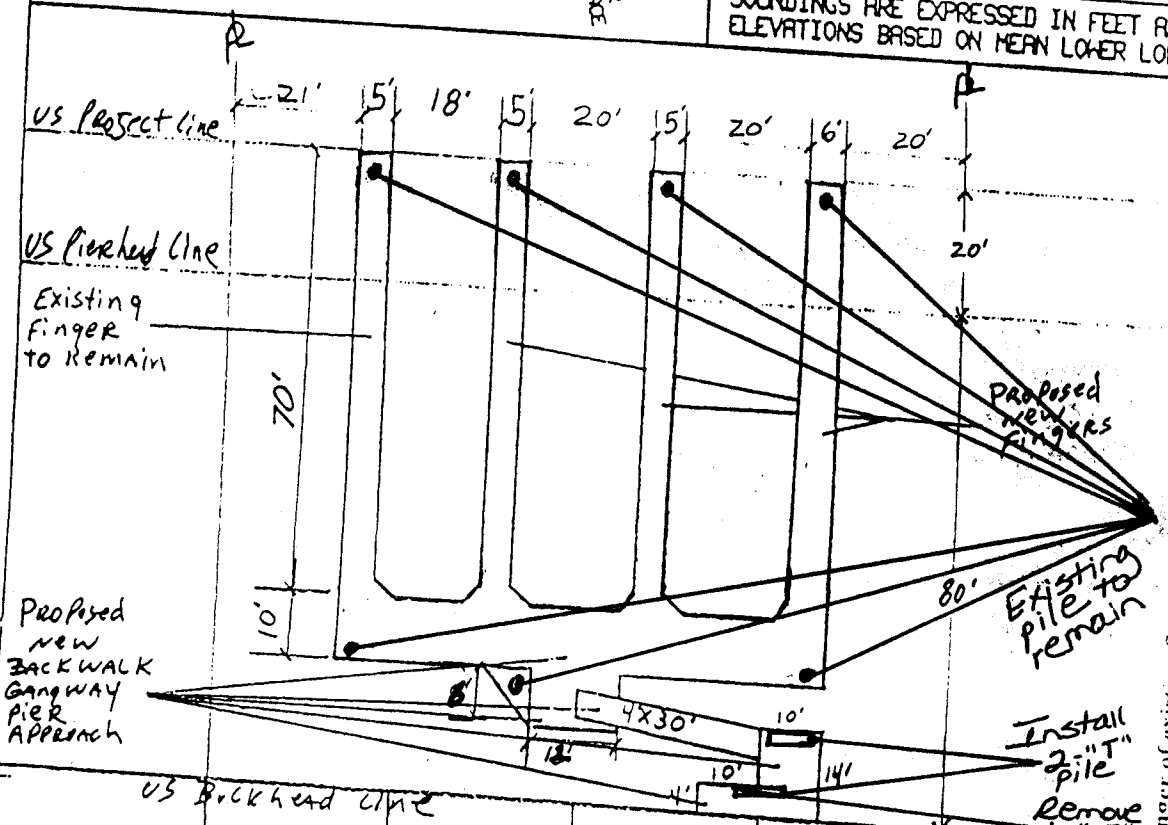 SOUNDINGS ARE EXPRESSED IN FEET A
ELEVATIONS BASED ON MEAN LOWER LO
8"
PL
PL
21'
5'
18'
5'
20'
5'
20'
6'
20'
US Project line
US Pierhead line
20'
Existing
Finger
to Remain
70'
Proposed
new
fingers
10'
80'
Existing
pile to
remain
Proposed
New
BACKWALK
GANGWAY
Pier
APPROACH
8'
4x30'
10'
12'
10'
14'
4'
Install
2-"T"
pile
Remove
US Bulkhead line